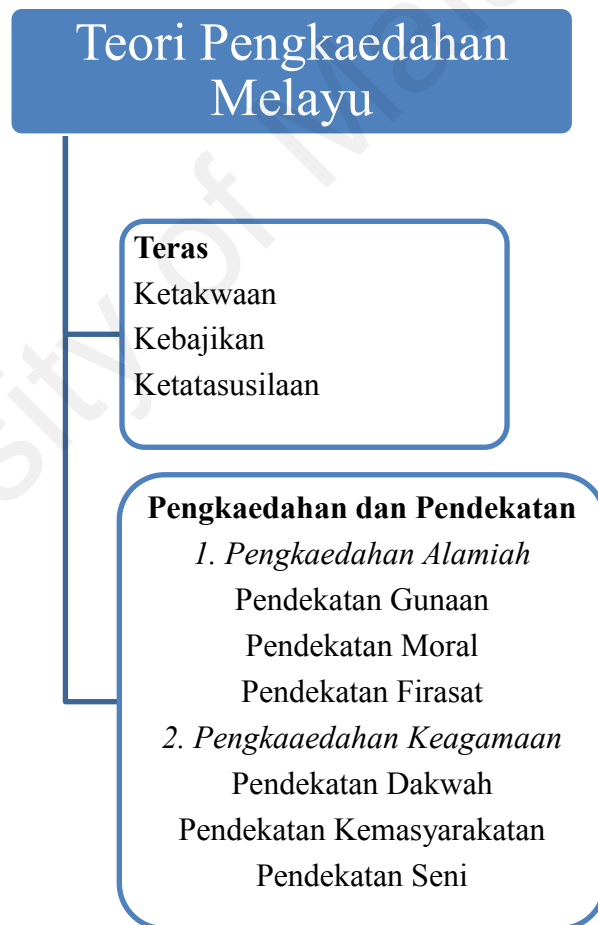 Teori Pengkaedahan
Melayu
Teras
Ketakwaan
Kebajikan
Ketatasusilaan
Pengkaedahan dan Pendekatan
1. Pengkaedahan Alamiah
Pendekatan Gunaan
Pendekatan Moral
Pendekatan Firasat
2. Pengkaaedahan Keagamaan
Pendekatan Dakwah
Pendekatan Kemasyarakatan
Pendekatan Seni